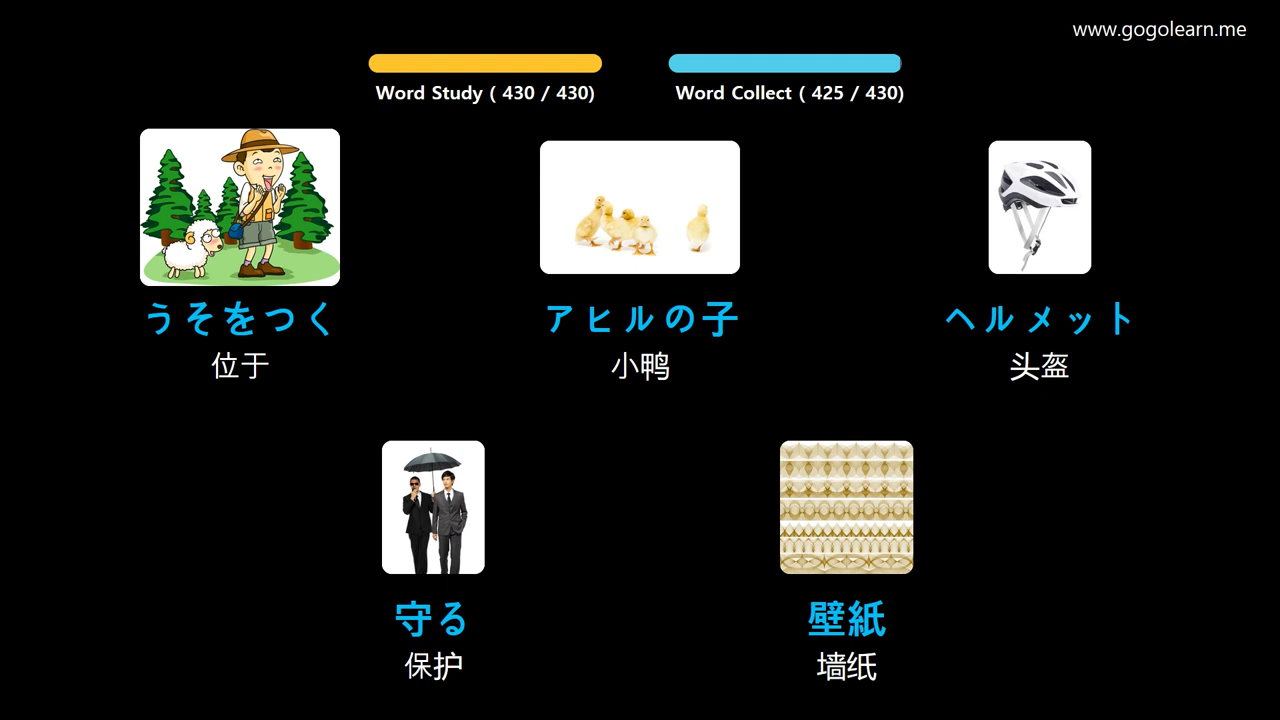 www.gogolearn.me
Word Study ( 430 / 430)
Word Collect ( 425 / 430)
うそをつく
アヒルの子
ヘルメット
位于
小鸭
头盔
守る
壁紙
保护
墙纸